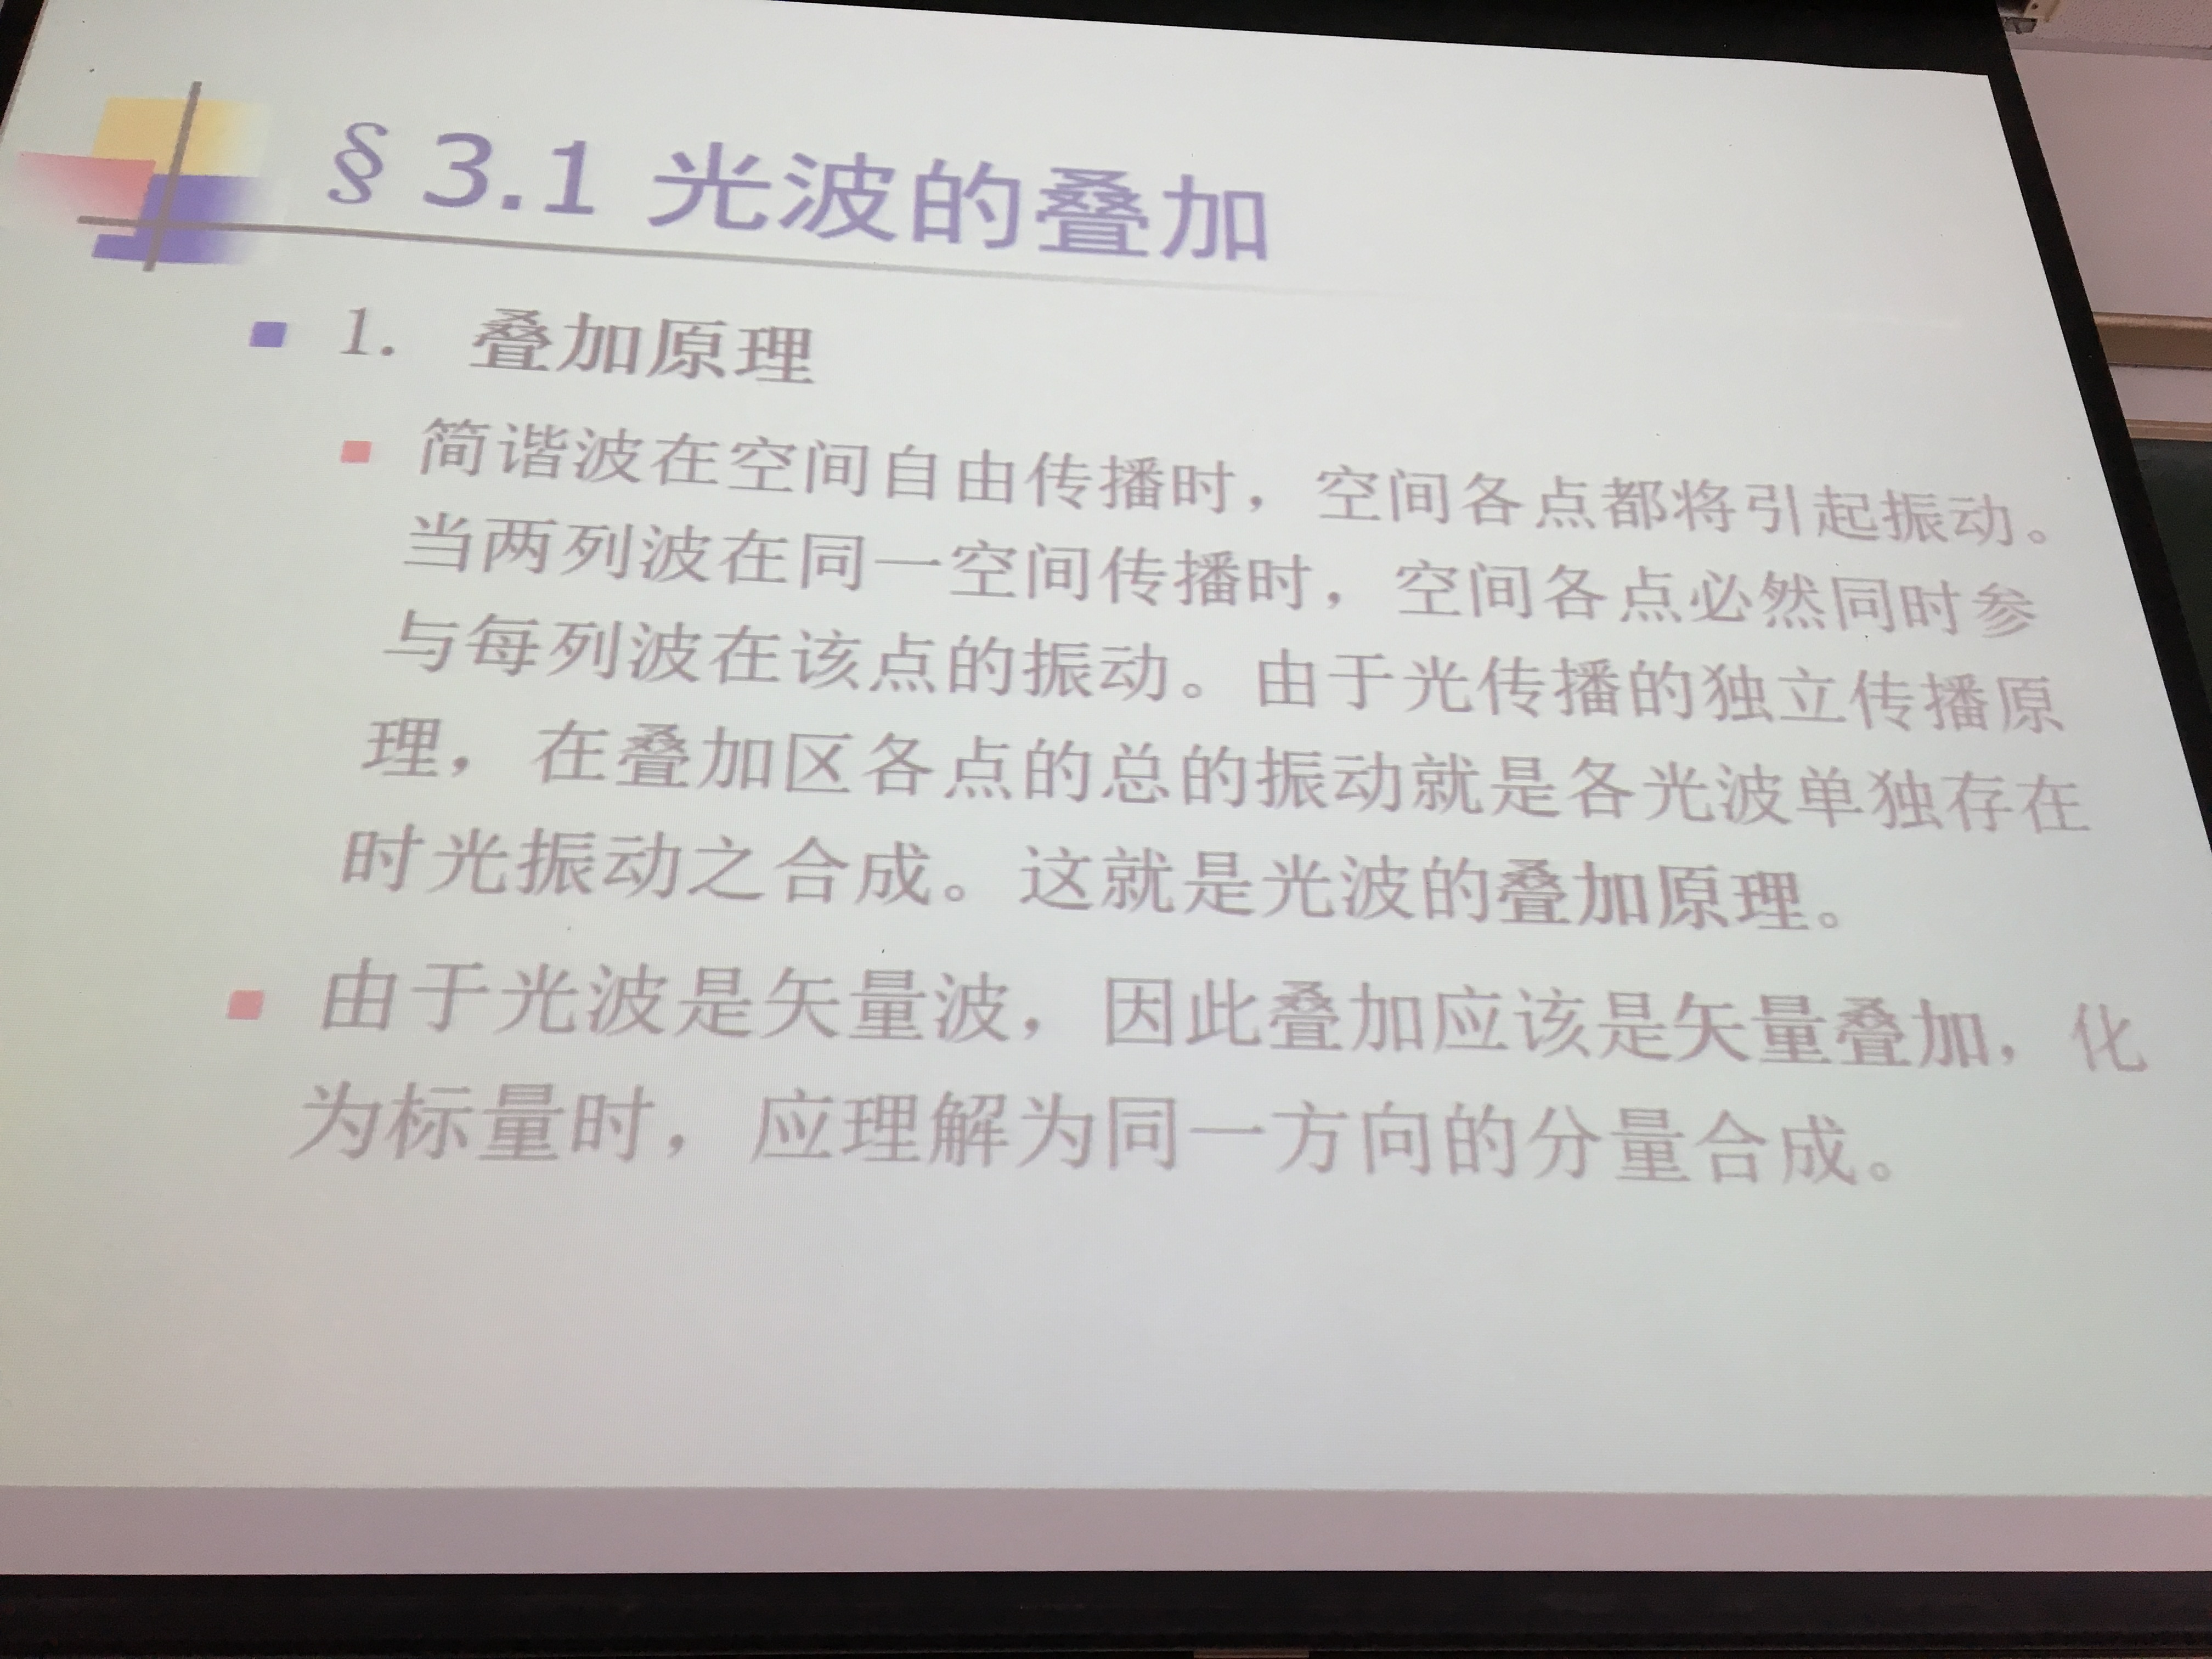 § 3.1 光波的叠加
1. 叠加原理
简谐波在空间自由传播时，空间各点都将引起振动。
当两列波在同一空间传播时，空间各点必然同时参
与每列波在该点的振动。由于光传播的独立传播原
理，在叠加区各点的总的振动就是各光波单独存在
时光振动之合成。这就是光波的叠加原理。
由于光波是矢量波，因此叠加应该是矢量叠加，化
为标量时，应理解为同一方向的分量合成。